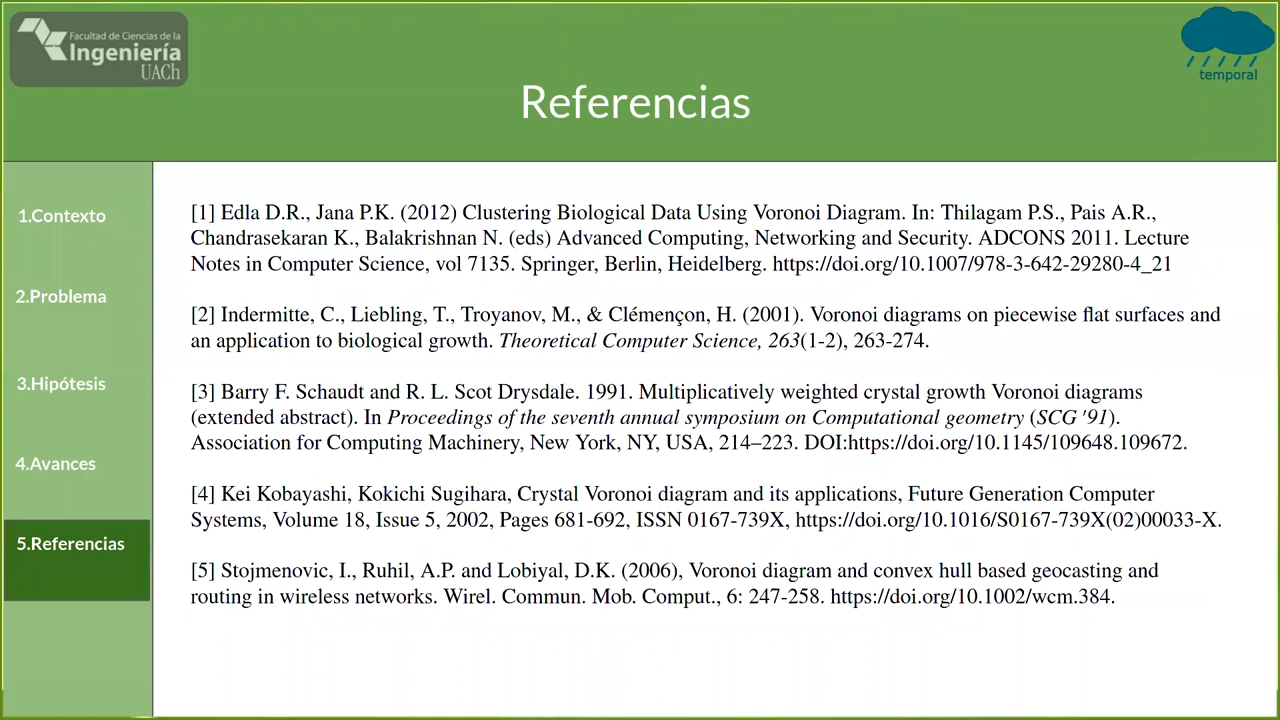 Facultad de Ciencias de la
Ingeniería
UACh
temporal
Referencias
1.Contexto
2.Problema
3.Hipótesis
4.Avances
5.Referencias
[1] Edla D.R., Jana P.K. (2012) Clustering Biological Data Using Voronoi Diagram. In: Thilagam P.S., Pais A.R.,
Chandrasekaran K., Balakrishnan N. (eds) Advanced Computing, Networking and Security. ADCONS 2011. Lecture
Notes in Computer Science, vol 7135. Springer, Berlin, Heidelberg. https://doi.org/10.1007/978-3-642-29280-4_21
[2] Indermitte, C., Liebling, T., Troyanov, M., & Clémençon, H. (2001). Voronoi diagrams on piecewise flat surfaces and
an application to biological growth. Theoretical Computer Science, 263(1-2), 263-274.
[3] Barry F. Schaudt and R. L. Scot Drysdale. 1991. Multiplicatively weighted crystal growth Voronoi diagrams
(extended abstract). In Proceedings of the seventh annual symposium on Computational geometry (SCG '91).
Association for Computing Machinery, New York, NY, USA, 214–223. DOI:https://doi.org/10.1145/109648.109672.
[4] Kei Kobayashi, Kokichi Sugihara, Crystal Voronoi diagram and its applications, Future Generation Computer
Systems, Volume 18, Issue 5, 2002, Pages 681-692, ISSN 0167-739X, https://doi.org/10.1016/S0167-739X(02)00033-X.
[5] Stojmenovic, I., Ruhil, A.P. and Lobiyal, D.K. (2006), Voronoi diagram and convex hull based geocasting and
routing in wireless networks. Wirel. Commun. Mob. Comput., 6: 247-258. https://doi.org/10.1002/wcm.384.